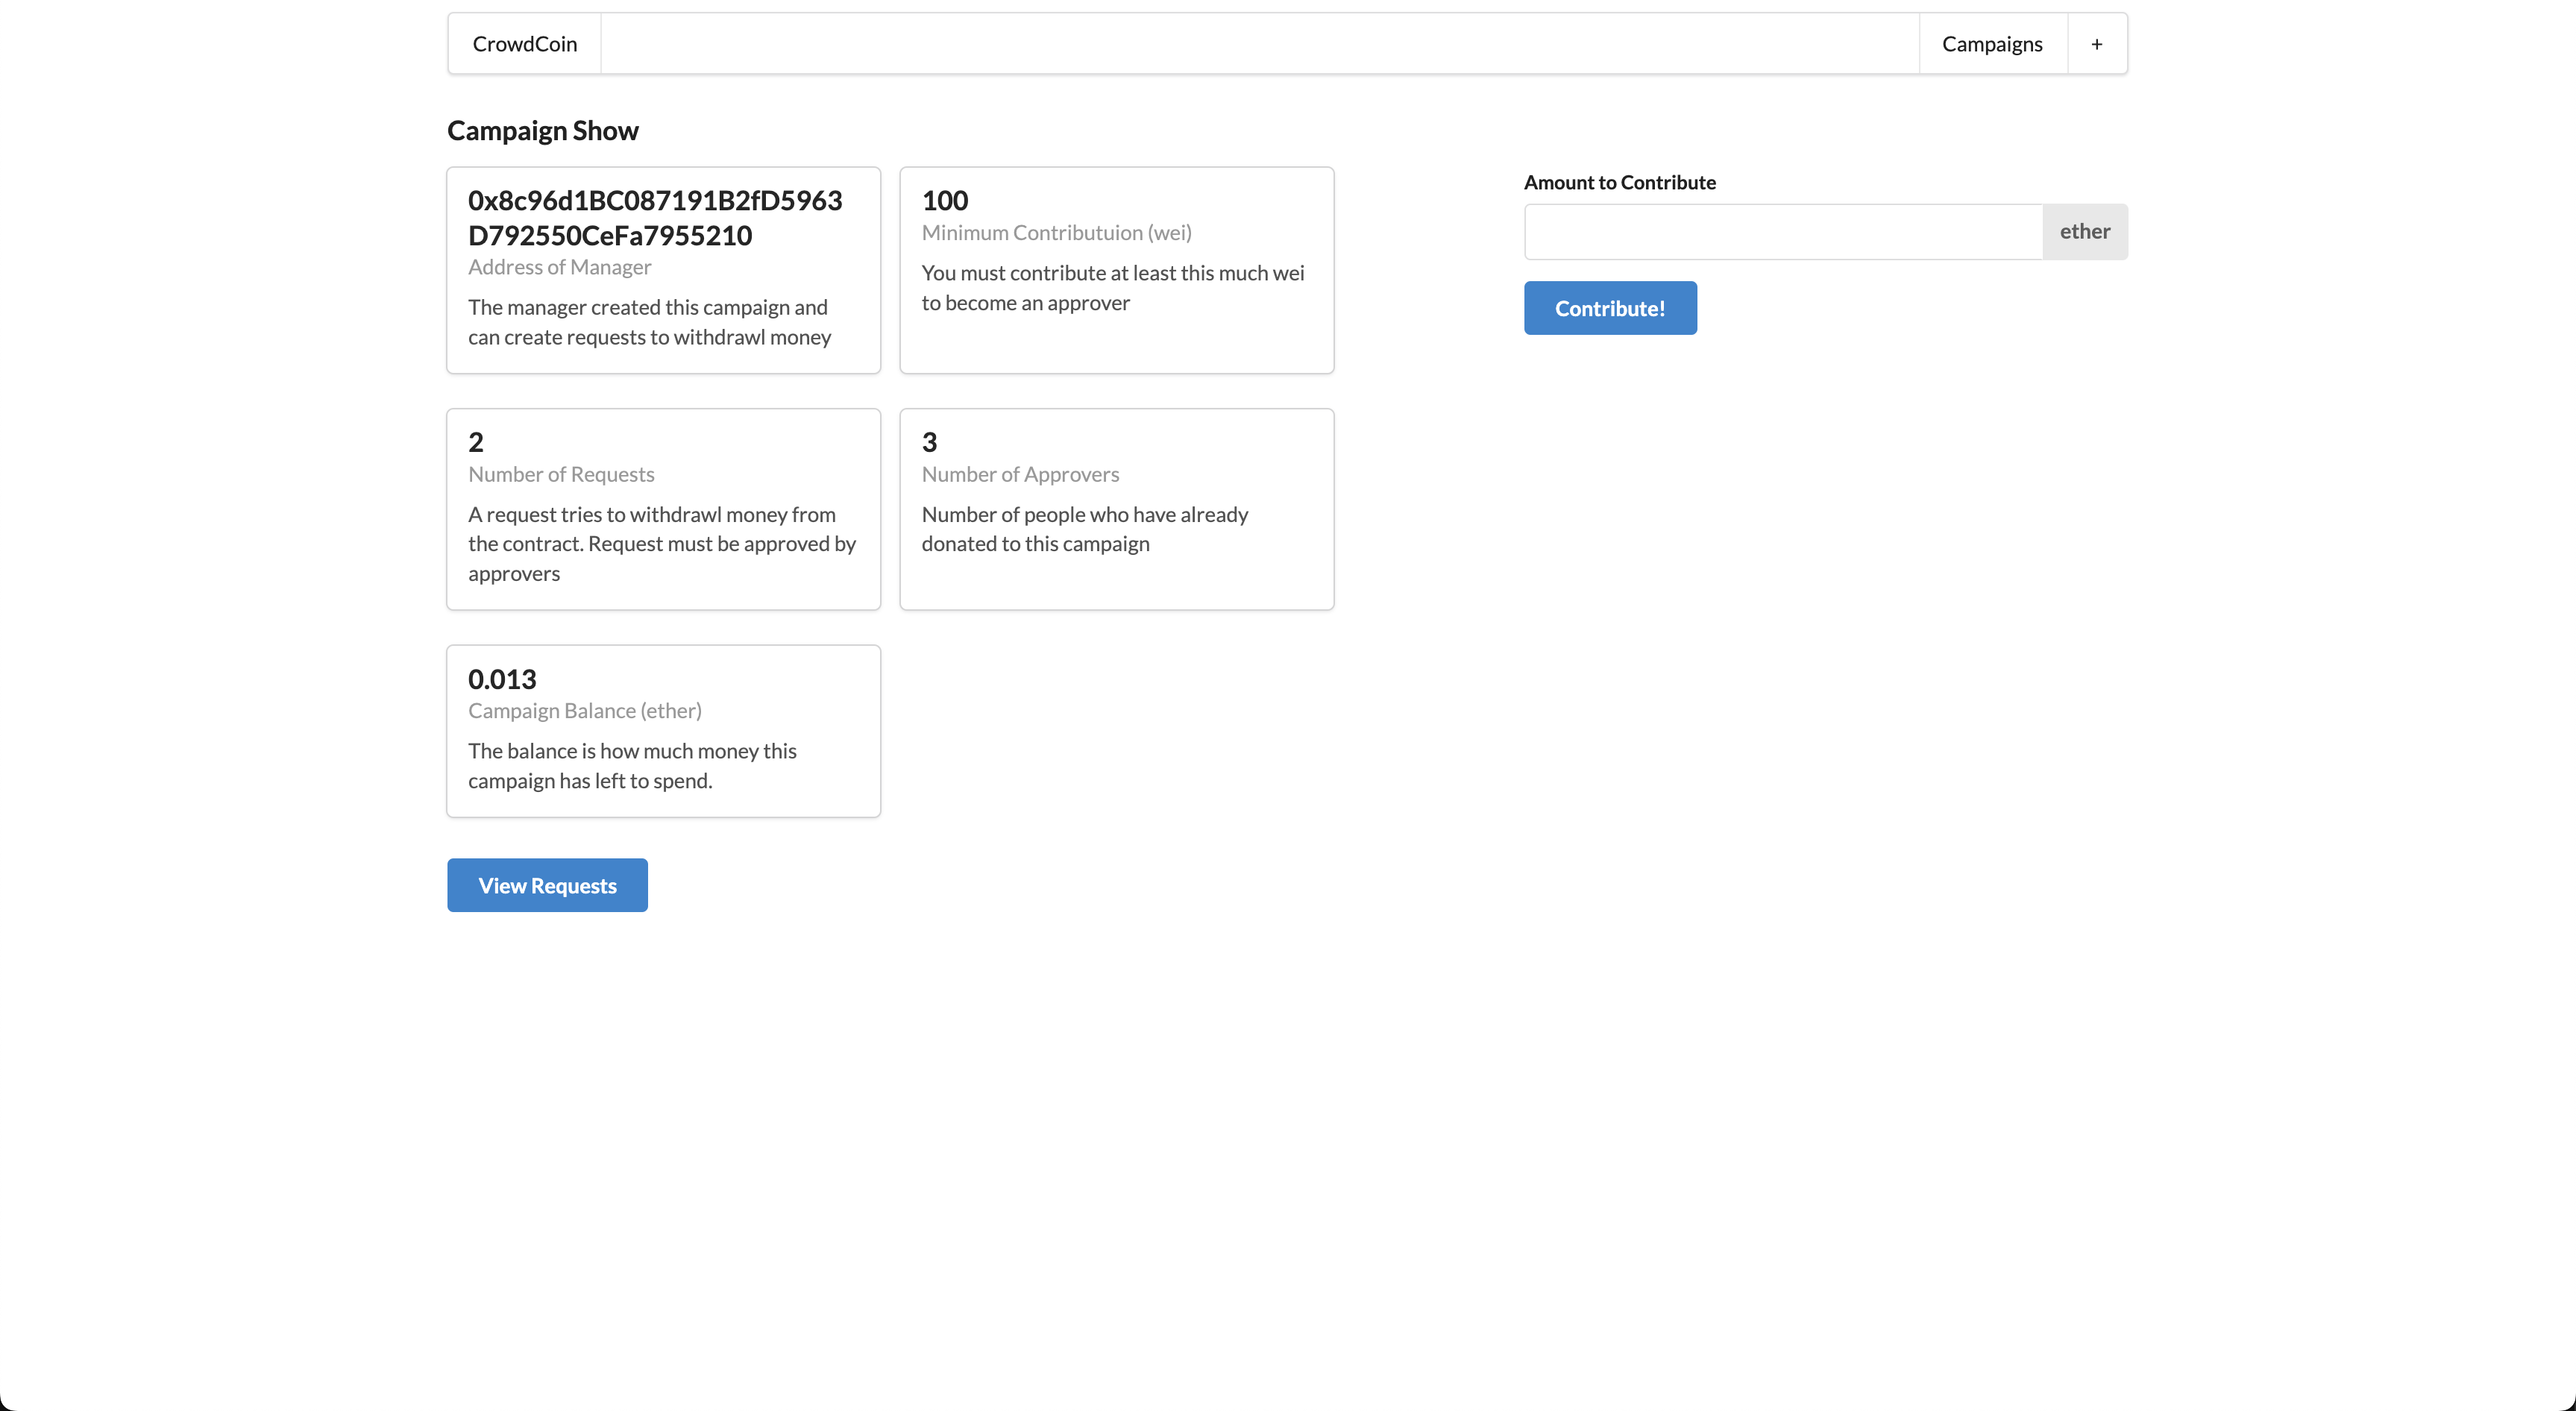 CrowdCoin
Campaigns
+
Campaign Show
0x8c96d1BC087191B2fD5963
D792550CeFa7955210
Address of Manager
The manager created this campaign and
can create requests to withdrawl money
100
Minimum Contributuion (wei)
You must contribute at least this much wei
to become an approver
2
Number of Requests
A request tries to withdrawl money from
the contract. Request must be approved by
approvers
3
Number of Approvers
Number of people who have already
donated to this campaign
0.013
Campaign Balance (ether)
The balance is how much money this
campaign has left to spend.
View Requests
Amount to Contribute
ether
Contribute!